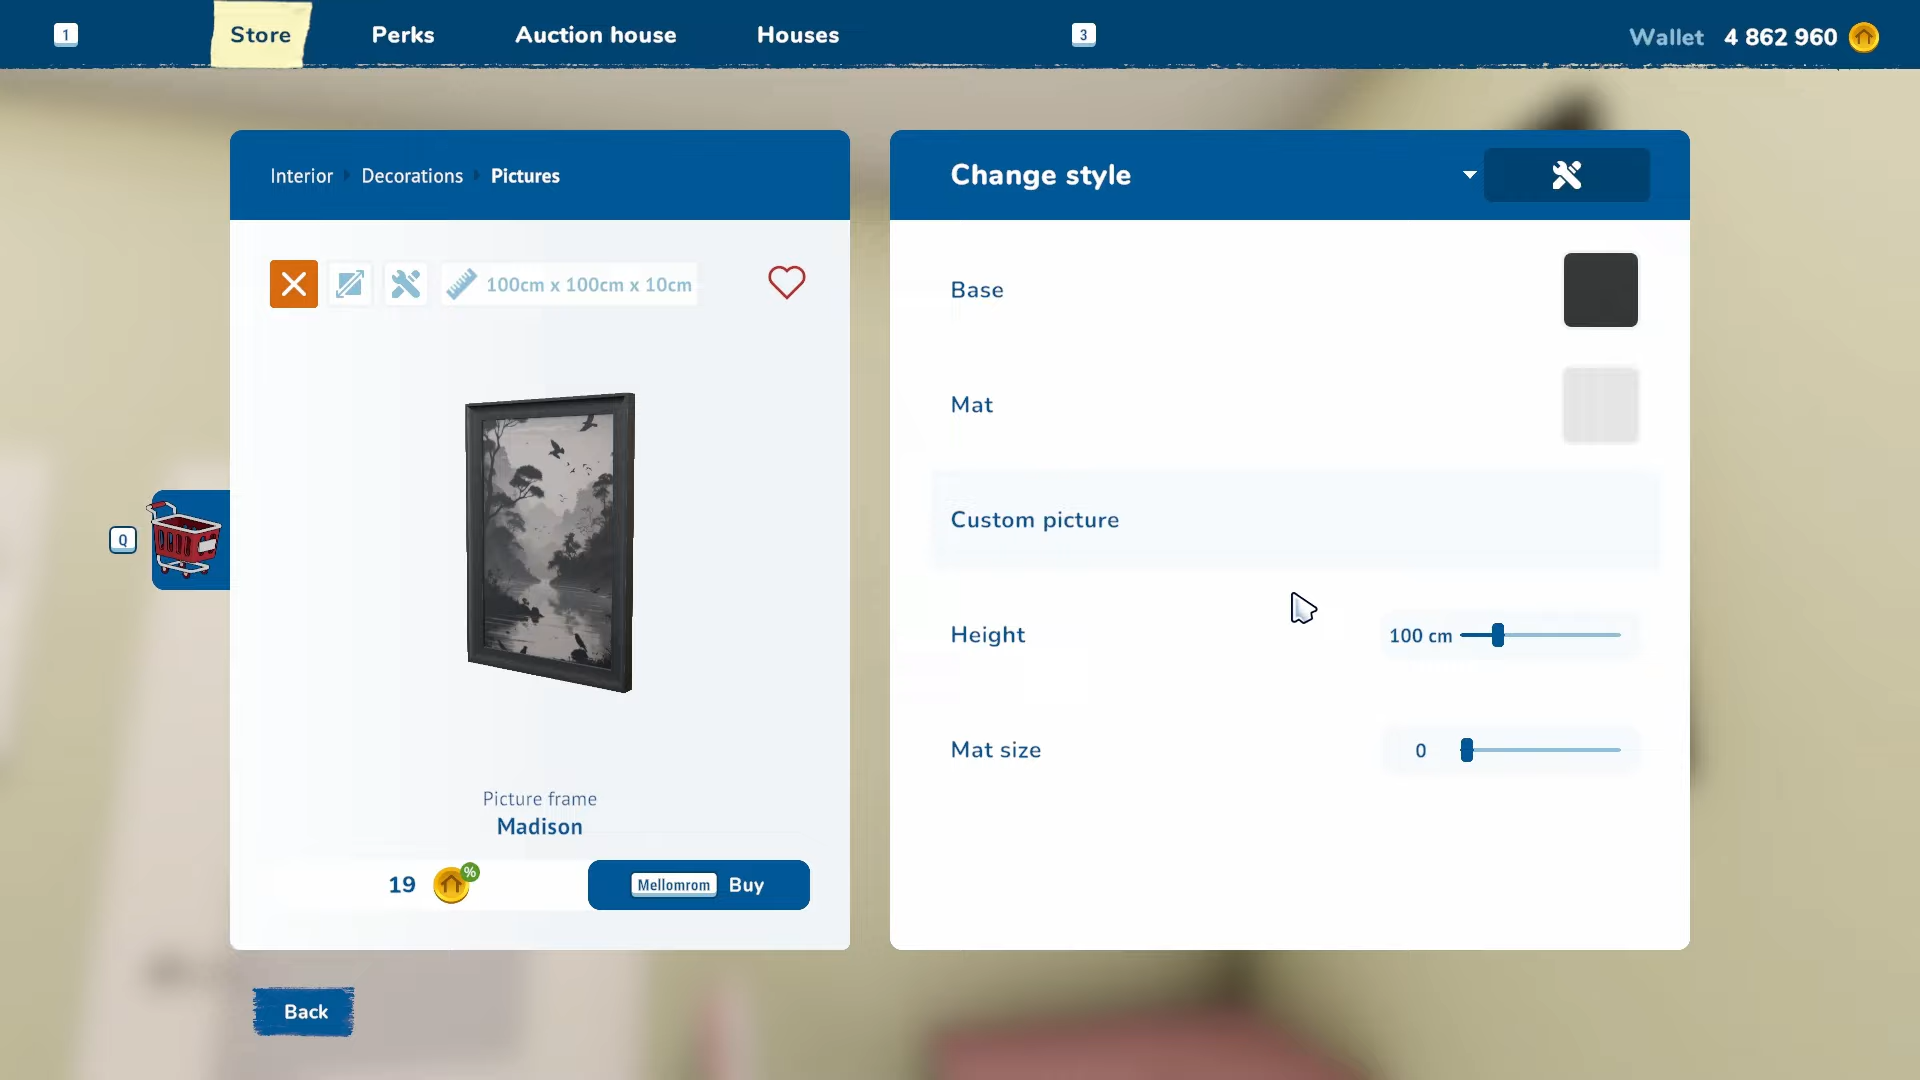 1
Store
Perks
Auction house
Houses
3
Wallet 4 862 960
Interior
Decorations
Pictures
Change style
100cm x 100cm x 10cm
Base
Mat
Custom picture
Q
Height
100 cm
Mat size
0
Picture frame
Madison
19
%
Mellomrom
Buy
Back